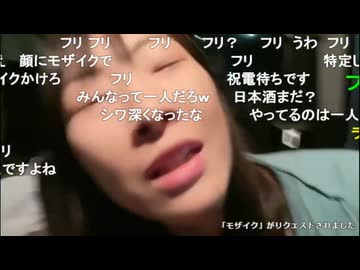 フリ フリ フリ フリ？ フリ うわ フリ
え 顔にモザイクで フリ 特定し
イクかけろ フリ 祝電待ちです フ
みんなって一人だろw 日本酒まだ？
シワ深くなったな やってるのは一人
ラ
リ
ですよね
「モザイク」がリクエストされました